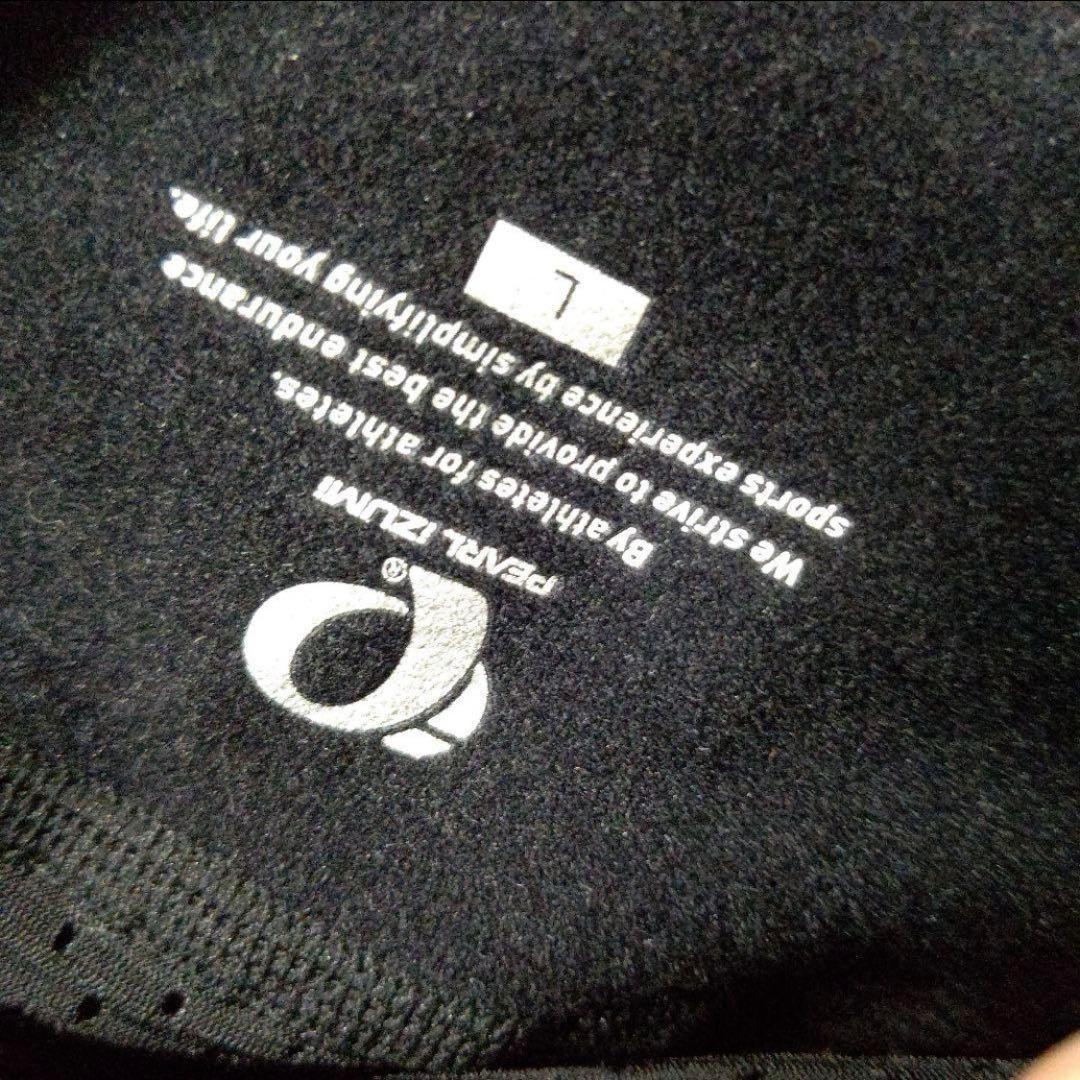 ®
PEARL iZUMi
By athletes for athletes.
We strive to provide the best endurance
sports experience by simplifying your life.
L